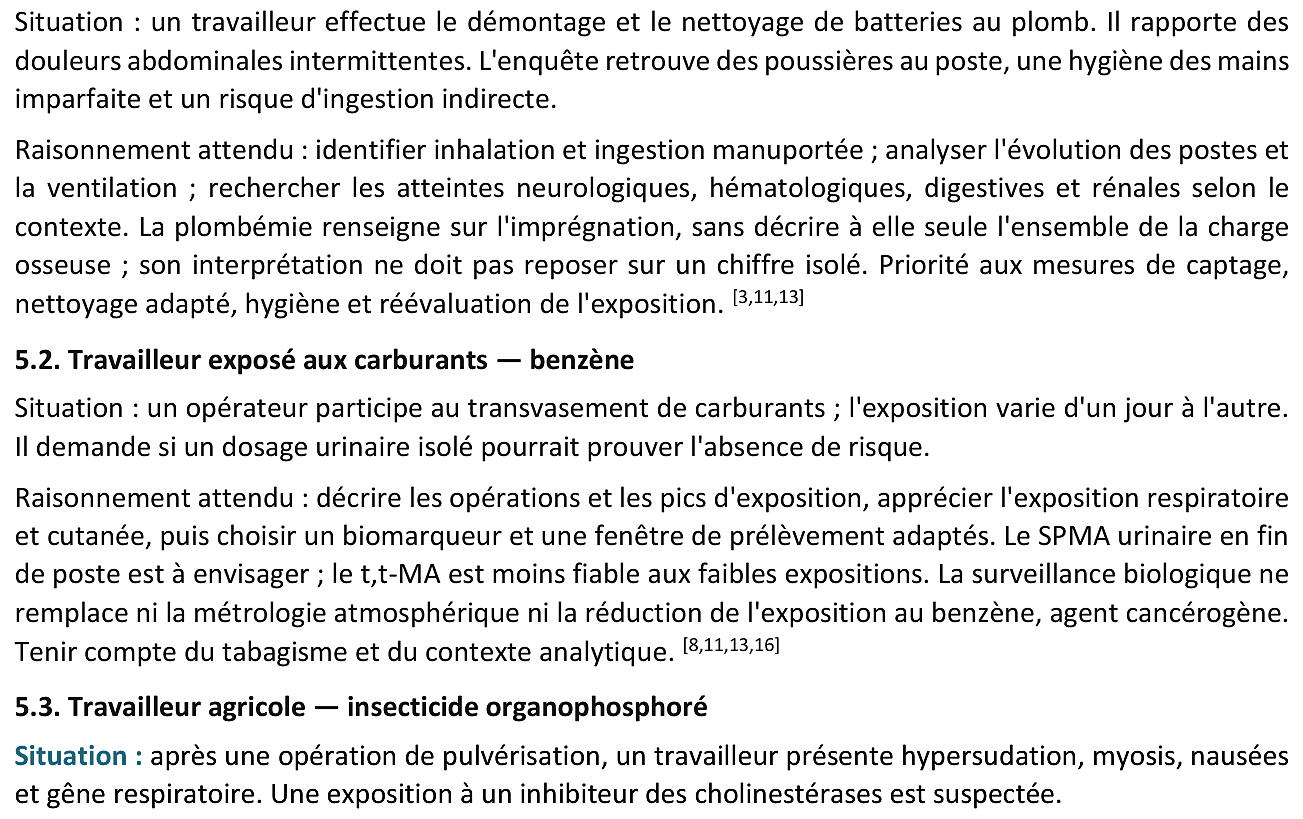 Situation : un travailleur effectue le démontage et le nettoyage de batteries au plomb. Il rapporte des
douleurs abdominales intermittentes. L'enquête retrouve des poussières au poste, une hygiène des mains
imparfaite et un risque d'ingestion indirecte.
Raisonnement attendu : identifier inhalation et ingestion manuportée ; analyser l'évolution des postes et
la ventilation ; rechercher les atteintes neurologiques, hématologiques, digestives et rénales selon le
contexte. La plombémie renseigne sur l'imprégnation, sans décrire à elle seule l'ensemble de la charge
osseuse ; son interprétation ne doit pas reposer sur un chiffre isolé. Priorité aux mesures de captage,
nettoyage adapté, hygiène et réévaluation de l'exposition. [3,11,13]
5.2. Travailleur exposé aux carburants — benzène
Situation : un opérateur participe au transvasement de carburants ; l'exposition varie d'un jour à l'autre.
Il demande si un dosage urinaire isolé pourrait prouver l'absence de risque.
Raisonnement attendu : décrire les opérations et les pics d'exposition, apprécier l'exposition respiratoire
et cutanée, puis choisir un biomarqueur et une fenêtre de prélèvement adaptés. Le SPMA urinaire en fin
de poste est à envisager ; le t,t-MA est moins fiable aux faibles expositions. La surveillance biologique ne
remplace ni la métrologie atmosphérique ni la réduction de l'exposition au benzène, agent cancérogène.
Tenir compte du tabagisme et du contexte analytique. [8,11,13,16]
5.3. Travailleur agricole — insecticide organophosphoré
Situation : après une opération de pulvérisation, un travailleur présente hypersudation, myosis, nausées
et gêne respiratoire. Une exposition à un inhibiteur des cholinestérases est suspectée.